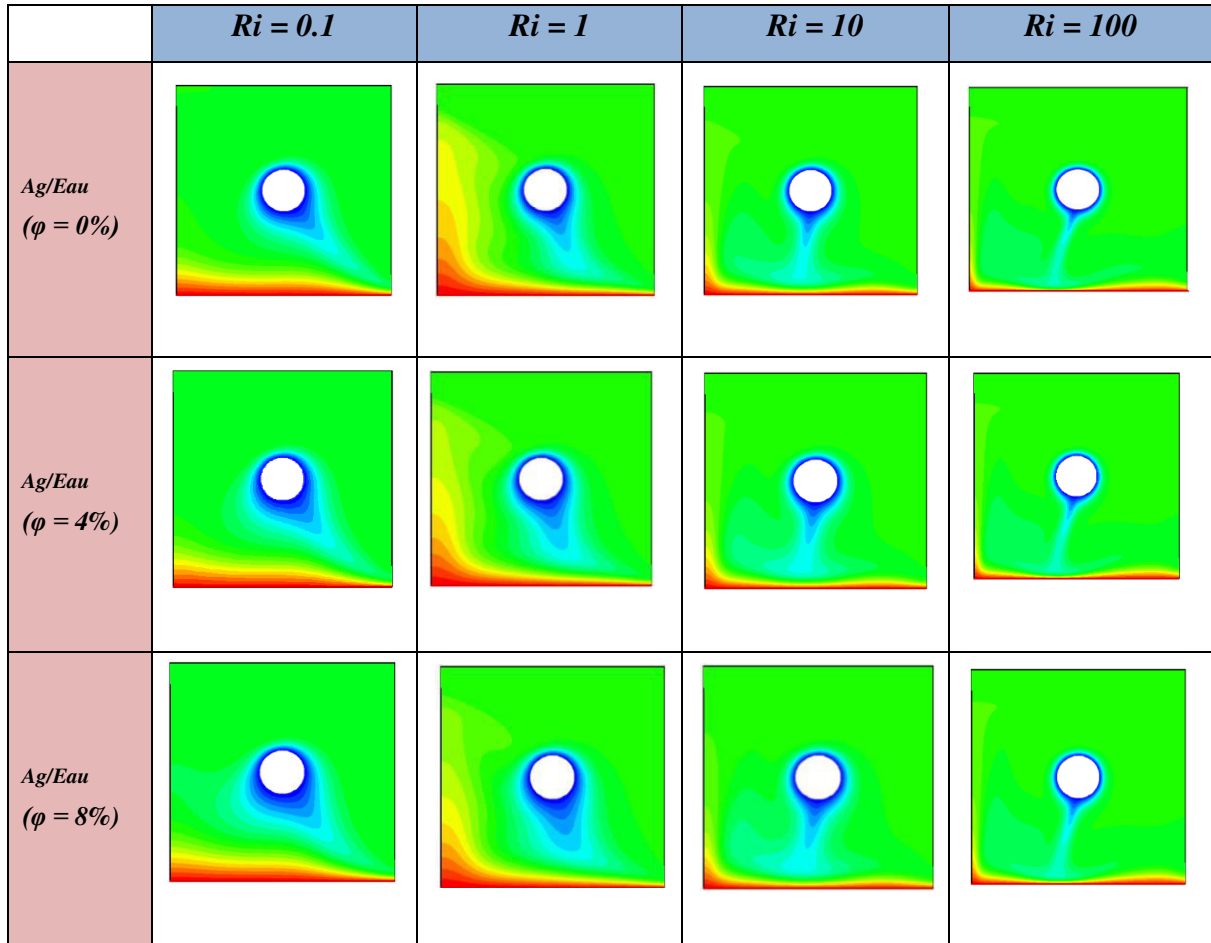 Ri = 0.1
Ri = 1
Ri = 10
Ri = 100
Ag/Eau
(φ = 0%)
Ag/Eau
(φ = 4%)
Ag/Eau
(φ = 8%)